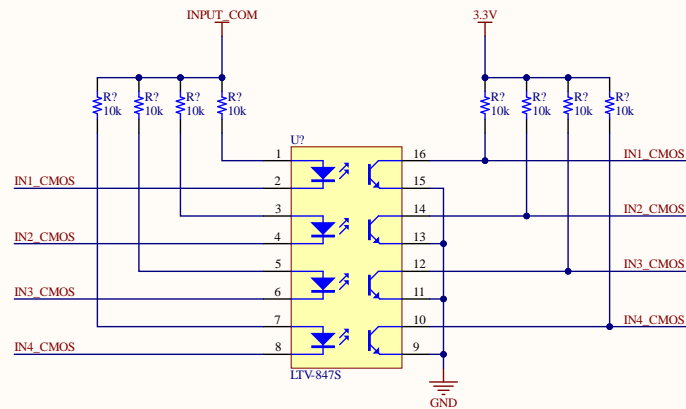 INPUT_COM
3.3V
R? R? R? R? R? R? R? R?
10k 10k 10k 10k 10k 10k 10k 10k
U?
1 16 IN1_CMOS
IN1_CMOS 2 15
3 14 IN2_CMOS
IN2_CMOS 4 13
5 12 IN3_CMOS
IN3_CMOS 6 11
7 10 IN4_CMOS
IN4_CMOS 8 9
LTV-847S
GND